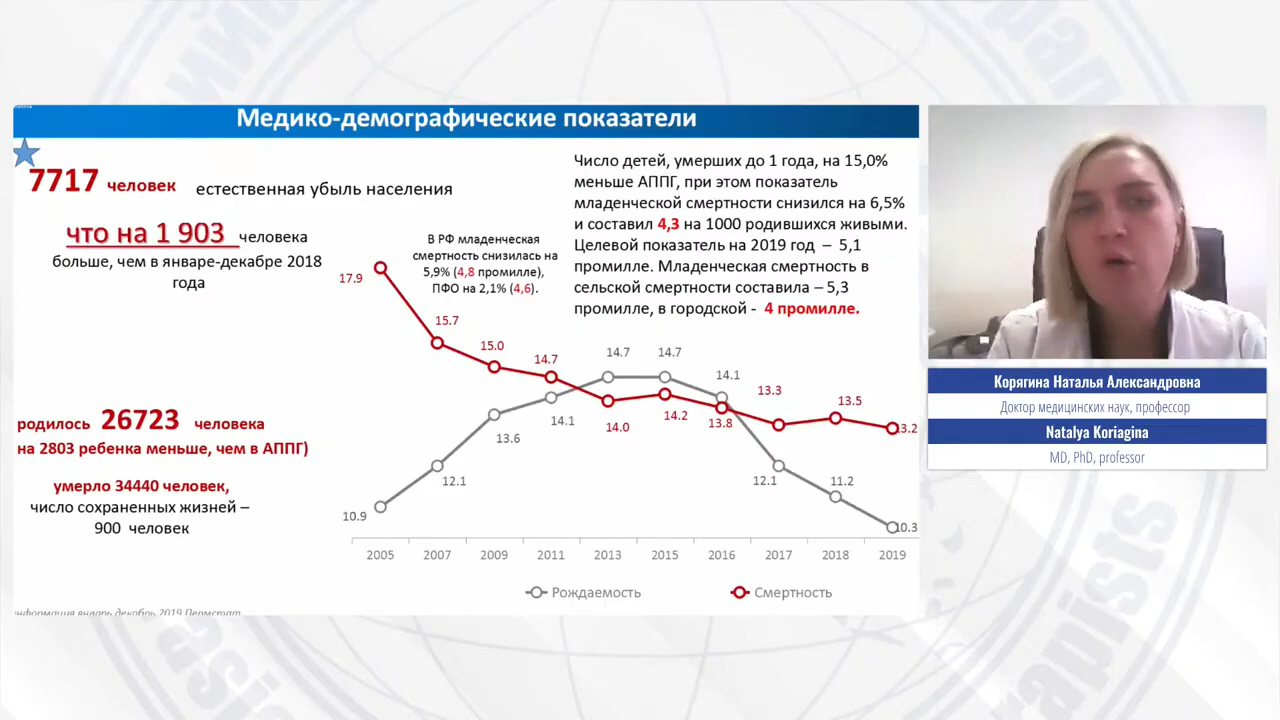 Медико-демографические показатели
7717 человек естественная убыль населения
что на 1 903 человека
больше, чем в январе-декабре 2018
года
В РФ младенческая
смертность снизилась на
5,9% (4,8 промилле),
ПФО на 2,1% (4,6).
Число детей, умерших до 1 года, на 15,0%
меньше АППГ, при этом показатель
младенческой смертности снизился на 6,5%
и составил 4,3 на 1000 родившихся живыми.
Целевой показатель на 2019 год – 5,1
промилле. Младенческая смертность в
сельской смертности составила – 5,3
промилле, в городской - 4 промилле.
родилось 26723 человека
на 2803 ребенка меньше, чем в АППГ)
умерло 34440 человек,
число сохраненных жизней –
900 человек
17.9
15.7
15.0
14.7
14.0
14.2
13.8
13.3
13.5
13.2
10.9
12.1
13.6
14.1
14.7
14.7
14.1
12.1
11.2
10.3
2005 2007 2009 2011 2013 2015 2016 2017 2018 2019
Рождаемость Смертность
информация январь декабрь 2019 Пермстат
Корягина Наталья Александровна
Доктор медицинских наук, профессор
Natalya Koriagina
MD, PhD, professor